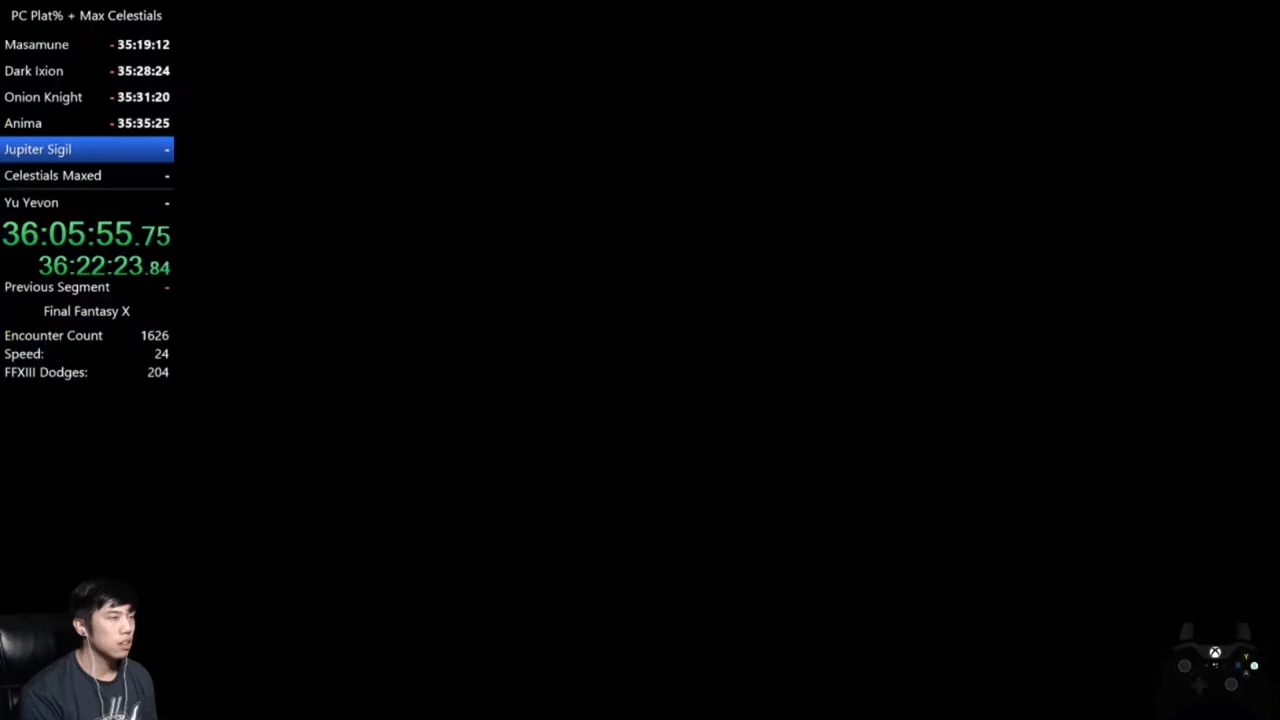 PC Plat% + Max Celestials
Masamune - 35:19:12
Dark Ixion - 35:28:24
Onion Knight - 35:31:20
Anima - 35:35:25
Jupiter Sigil -
Celestials Maxed -
Yu Yevon -
36:05:55.75
36:22:23.84
Previous Segment -
Final Fantasy X
Encounter Count 1626
Speed: 24
FFXIII Dodges: 204